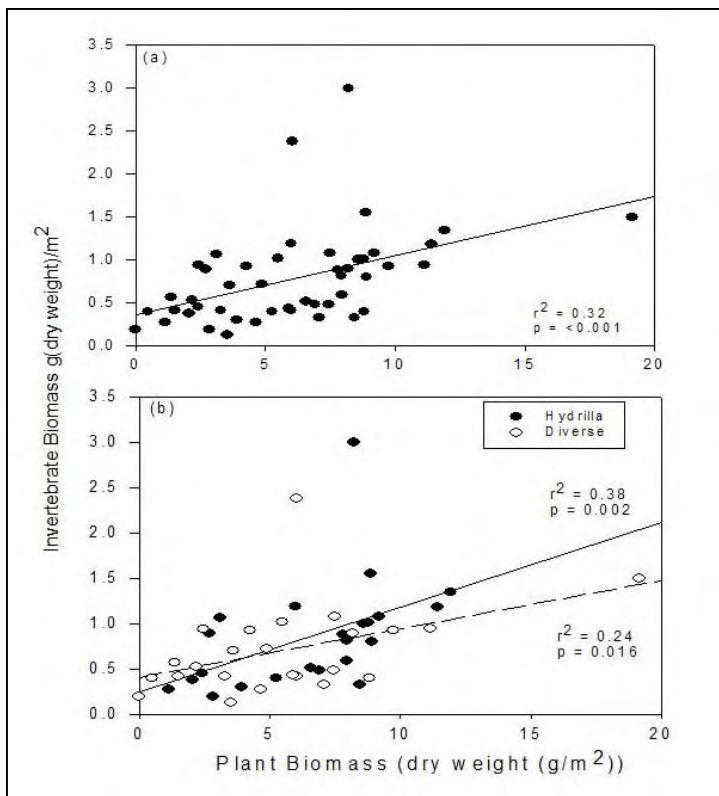 Invertebrate Biomass g(dry weight)/m²
(a)
3.5
3.0
2.5
2.0
1.5
1.0
0.5
0.0
0 5 10 15 20
r² = 0.32
p = <0.001
(b)
Hydrilla
Diverse
3.5
3.0
2.5
2.0
1.5
1.0
0.5
0.0
r² = 0.38
p = 0.002
r² = 0.24
p = 0.016
0 5 10 15 20
Plant Biomass (dry weight (g/m²))